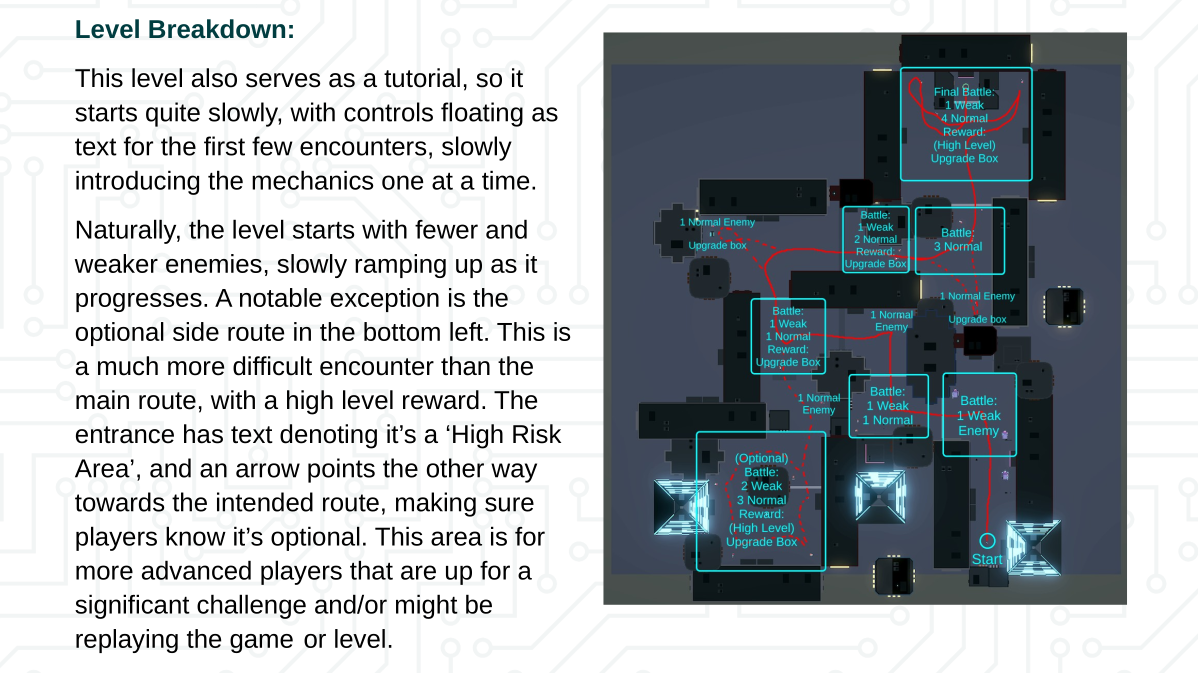 Level Breakdown:
This level also serves as a tutorial, so it
starts quite slowly, with controls floating as
text for the first few encounters, slowly
introducing the mechanics one at a time.
Naturally, the level starts with fewer and
weaker enemies, slowly ramping up as it
progresses. A notable exception is the
optional side route in the bottom left. This is
a much more difficult encounter than the
main route, with a high level reward. The
entrance has text denoting it’s a ‘High Risk
Area’, and an arrow points the other way
towards the intended route, making sure
players know it’s optional. This area is for
more advanced players that are up for a
significant challenge and/or might be
replaying the game or level.
Final Battle:
1 Weak
4 Normal
Reward:
(High Level)
Upgrade Box
1 Normal Enemy
Upgrade box
Battle:
1 Weak
2 Normal
Reward:
Upgrade Box
Battle:
3 Normal
1 Normal Enemy
Upgrade box
Battle:
1 Weak
1 Normal
Reward:
Upgrade Box
1 Normal
Enemy
1 Normal
Enemy
Battle:
1 Weak
1 Normal
Battle:
1 Weak
Enemy
(Optional)
Battle:
2 Weak
3 Normal
Reward:
(High Level)
Upgrade Box
Start